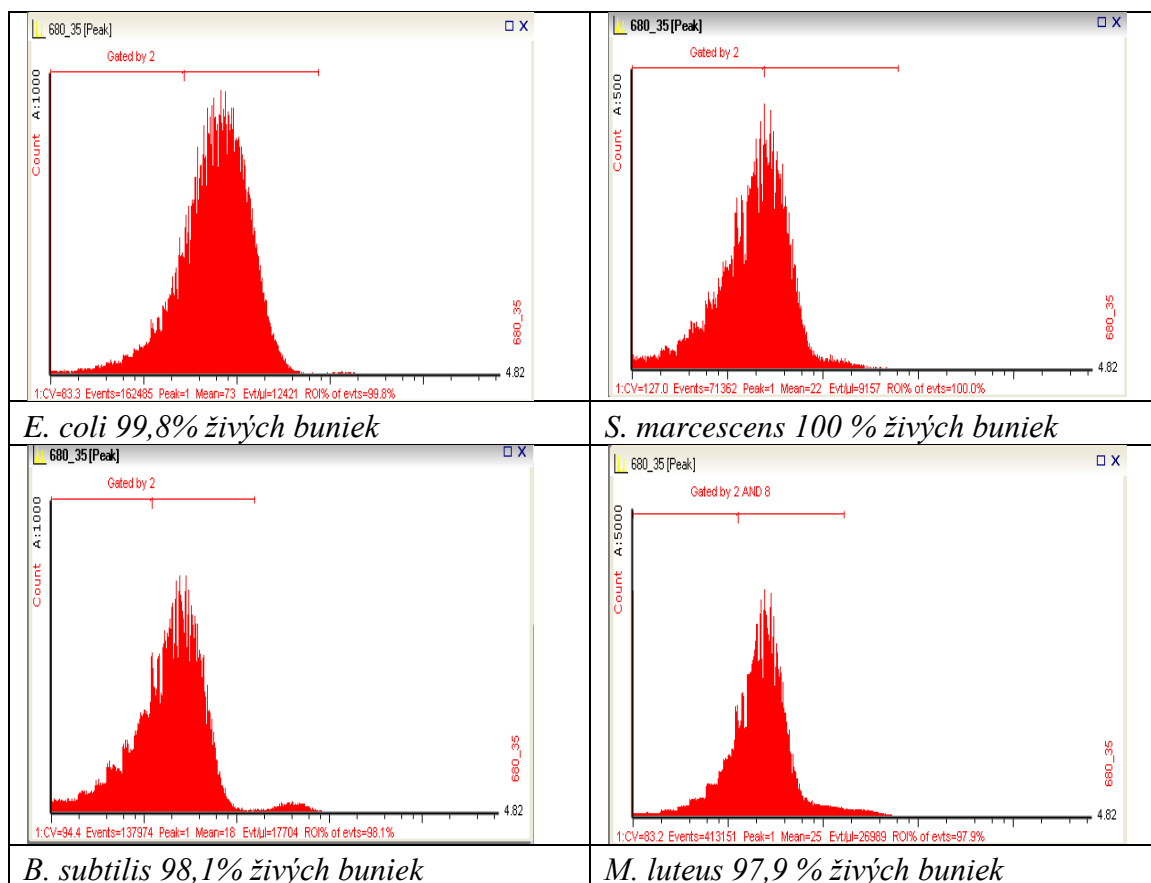 680_35 [Peak]
Gated by 2
Count A:1000
680_35
4.82
1:CV=83.3 Events=162485 Peak=1 Mean=73 Evt/µl=12421 ROI% of evts=99.8%
E. coli 99,8% živých buniek
680_35 [Peak]
Gated by 2
Count A:500
680_35
4.82
1:CV=127.0 Events=71362 Peak=1 Mean=22 Evt/µl=9157 ROI% of evts=100.0%
S. marcescens 100 % živých buniek
680_35 [Peak]
Gated by 2
Count A:1000
680_35
4.82
1:CV=94.4 Events=137974 Peak=1 Mean=18 Evt/µl=17704 ROI% of evts=98.1%
B. subtilis 98,1% živých buniek
680_35 [Peak]
Gated by 2 AND 8
Count A:5000
680_35
4.82
1:CV=83.2 Events=413151 Peak=1 Mean=25 Evt/µl=26989 ROI% of evts=97.9%
M. luteus 97,9 % živých buniek